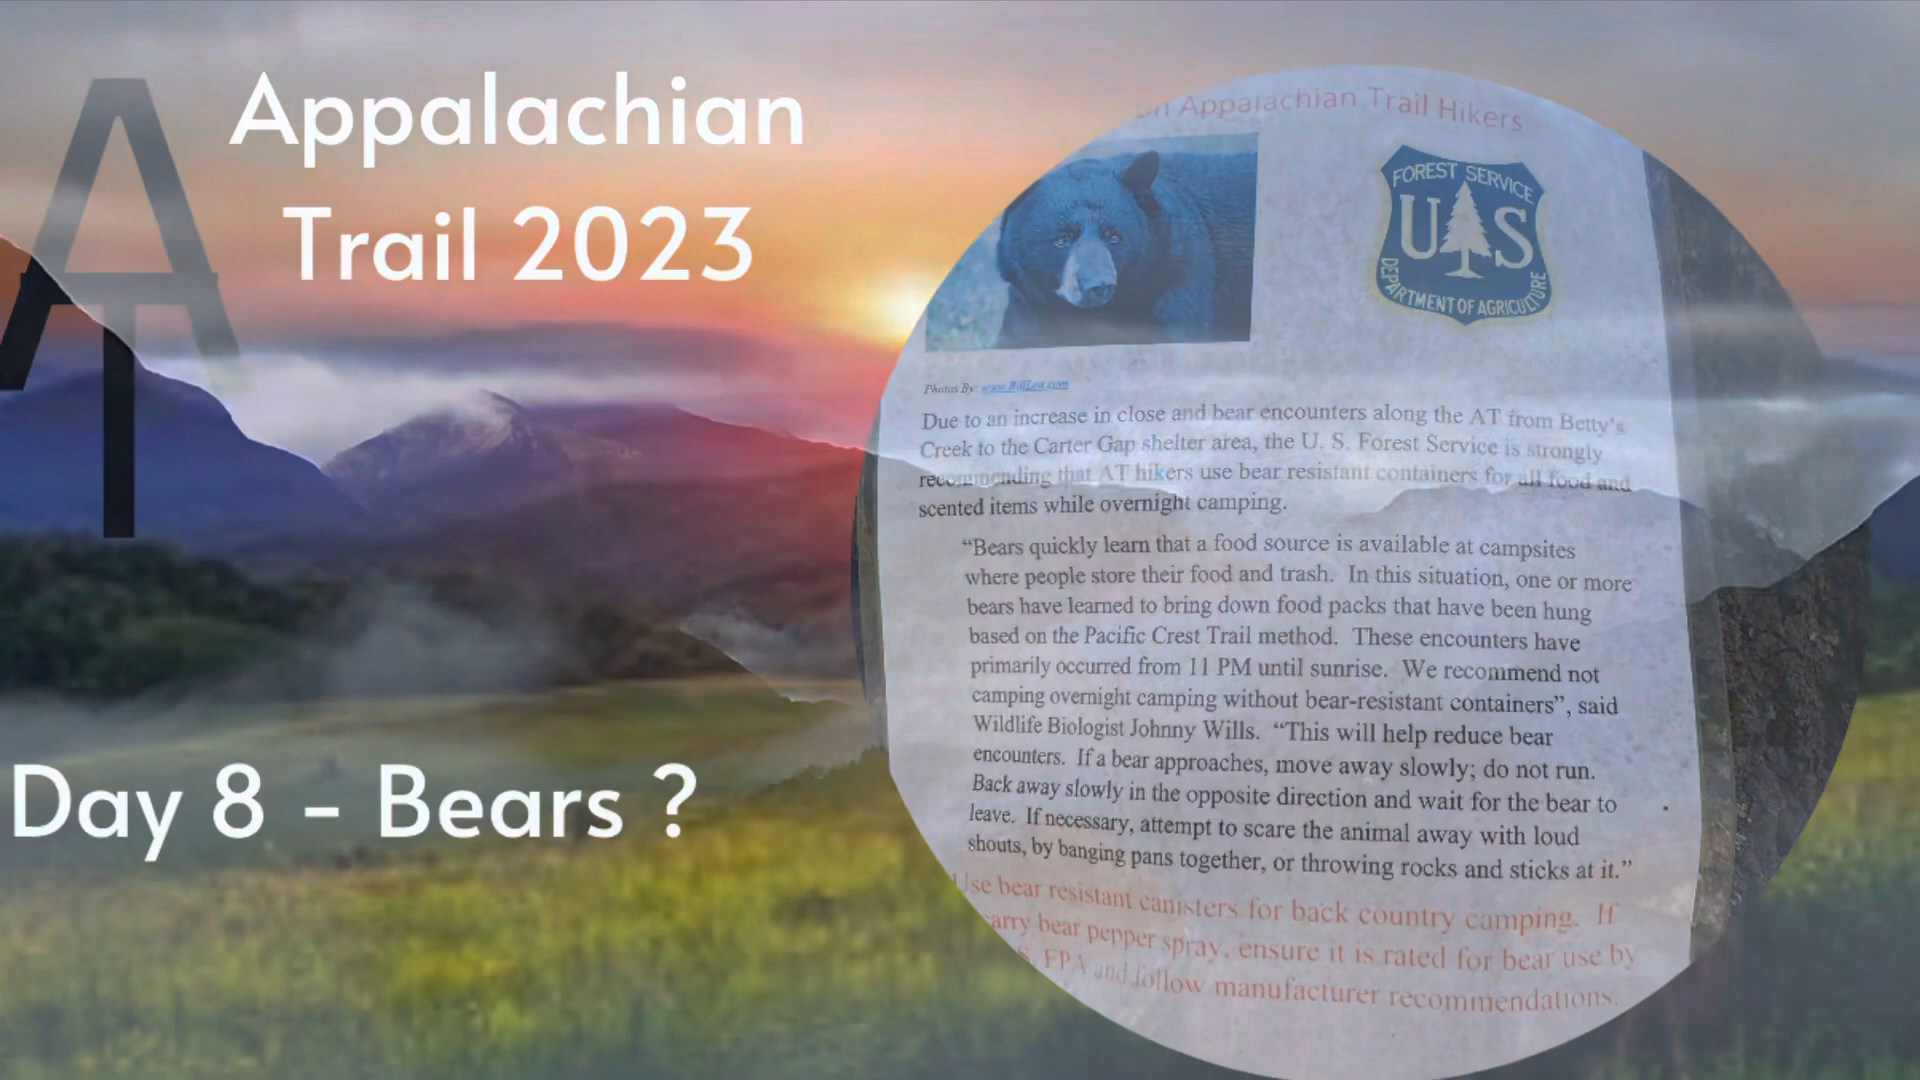 Appalachian
Trail 2023
Day 8 - Bears ?
Appalachian Trail Hikers
FOREST SERVICE
U S
DEPARTMENT OF AGRICULTURE
Photos By: www.BillLea.com
Due to an increase in close and bear encounters along the AT from Betty's
Creek to the Carter Gap shelter area, the U. S. Forest Service is strongly
recommending that AT hikers use bear resistant containers for all food and
scented items while overnight camping.
“Bears quickly learn that a food source is available at campsites
where people store their food and trash. In this situation, one or more
bears have learned to bring down food packs that have been hung
based on the Pacific Crest Trail method. These encounters have
primarily occurred from 11 PM until sunrise. We recommend not
camping overnight camping without bear-resistant containers”, said
Wildlife Biologist Johnny Wills. “This will help reduce bear
encounters. If a bear approaches, move away slowly; do not run.
Back away slowly in the opposite direction and wait for the bear to
leave. If necessary, attempt to scare the animal away with loud
shouts, by banging pans together, or throwing rocks and sticks at it.”
Use bear resistant canisters for back country camping. If
bear pepper spray, ensure it is rated for bear use by
EPA and follow manufacturer recommendations.